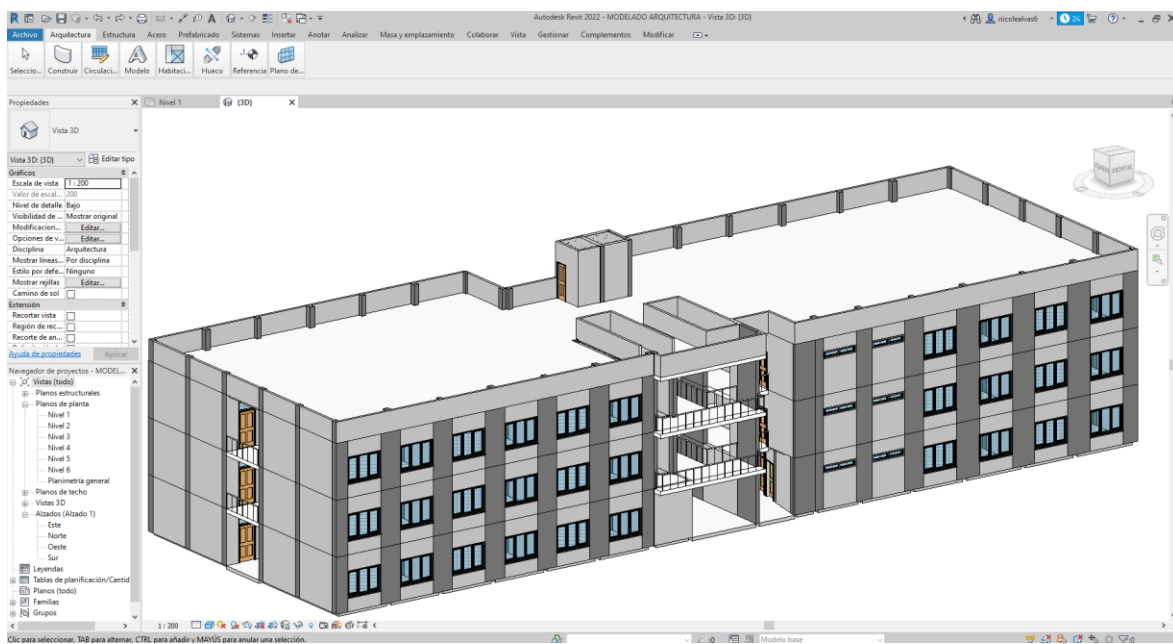 Autodesk Revit 2022 - MODELADO ARQUITECTURA - Vista 3D: {3D}
nicolealvas6
24
Archivo Arquitectura Estructura Acero Prefabricado Sistemas Insertar Anotar Analizar Masa y emplazamiento Colaborar Vista Gestionar Complementos Modificar
Seleccio... Construir Circulaci... Modelo Habitaci... Hueco Referencia Plano de...
Propiedades
Nivel 1
{3D}
Vista 3D
Vista 3D: {3D}
Editar tipo
Gráficos
Escala de vista 1 : 200
Valor de escal... 200
Nivel de detalle Bajo
Visibilidad de ... Mostrar original
Modificacion... Editar...
Opciones de v... Editar...
Disciplina Arquitectura
Mostrar líneas... Por disciplina
Estilo por defe... Ninguno
Mostrar rejillas Editar...
Camino de sol
Extensión
Recortar vista
Región de rec...
Recorte de an...
Ayuda de propiedades Aplicar
Navegador de proyectos - MODEL...
Vistas (todo)
Planos estructurales
Planos de planta
Nivel 1
Nivel 2
Nivel 3
Nivel 4
Nivel 5
Nivel 6
Planimetría general
Planos de techo
Vistas 3D
Alzados (Alzado 1)
Este
Norte
Oeste
Sur
Leyendas
Tablas de planificación/Cantid
Planos (todo)
Familias
Grupos
FRONTAL
1 : 200
Clic para seleccionar, TAB para alternar, CTRL para añadir y MAYÚS para anular una selección.
:0
Modelo base
:0